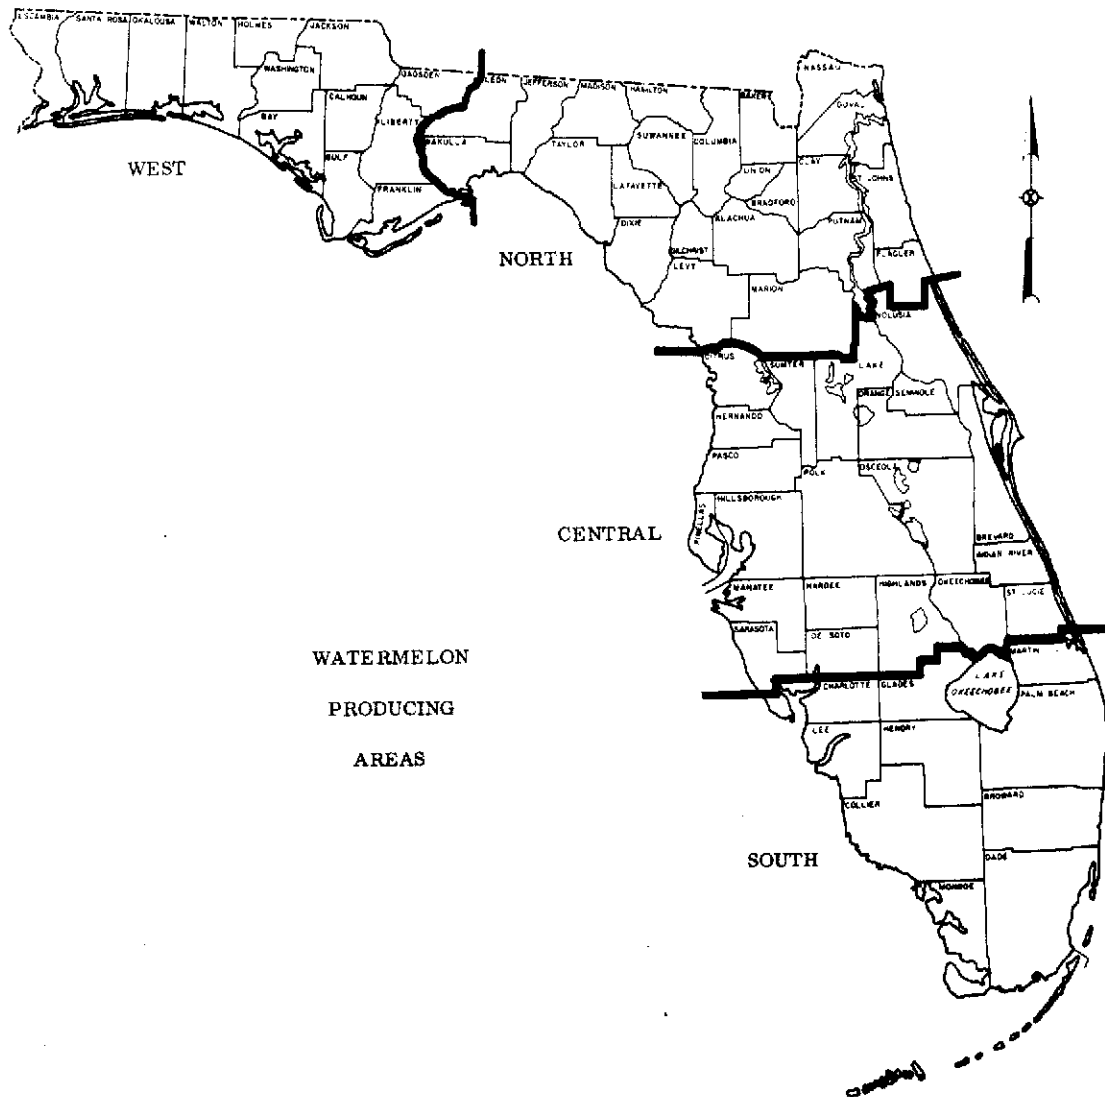 ESCAMBIA
SANTA ROSA
OKALOUSA
WALTON
HOLMES
JACKSON
WASHINGTON
BAY
CALHOUN
GULF
LIBERTY
GADSDEN
FRANKLIN
LEON
WAKULLA
JEFFERSON
MADISON
TAYLOR
HAMILTON
SUWANNEE
LAFAYETTE
DIXIE
COLUMBIA
GILCHRIST
LEVY
BAKER
UNION
BRADFORD
ALACHUA
MARION
NASSAU
DUVAL
CLAY
ST JOHNS
PUTNAM
FLAGLER
WEST
NORTH
VOLUSIA
CITRUS
SUMTER
LAKE
ORANGE
SEMINOLE
HERNANDO
PASCO
POLK
OSCEOLA
HILLSBOROUGH
PINELLAS
BREVARD
INDIAN RIVER
CENTRAL
MANATEE
HARDEE
HIGHLANDS
OKEECHOBEE
ST LUCIE
SARASOTA
DE SOTO
MARTIN
CHARLOTTE
GLADES
LAKE
OKEECHOBEE
PALM BEACH
WATERMELON
PRODUCING
AREAS
LEE
HENDRY
COLLIER
BROWARD
SOUTH
DADE
MONROE